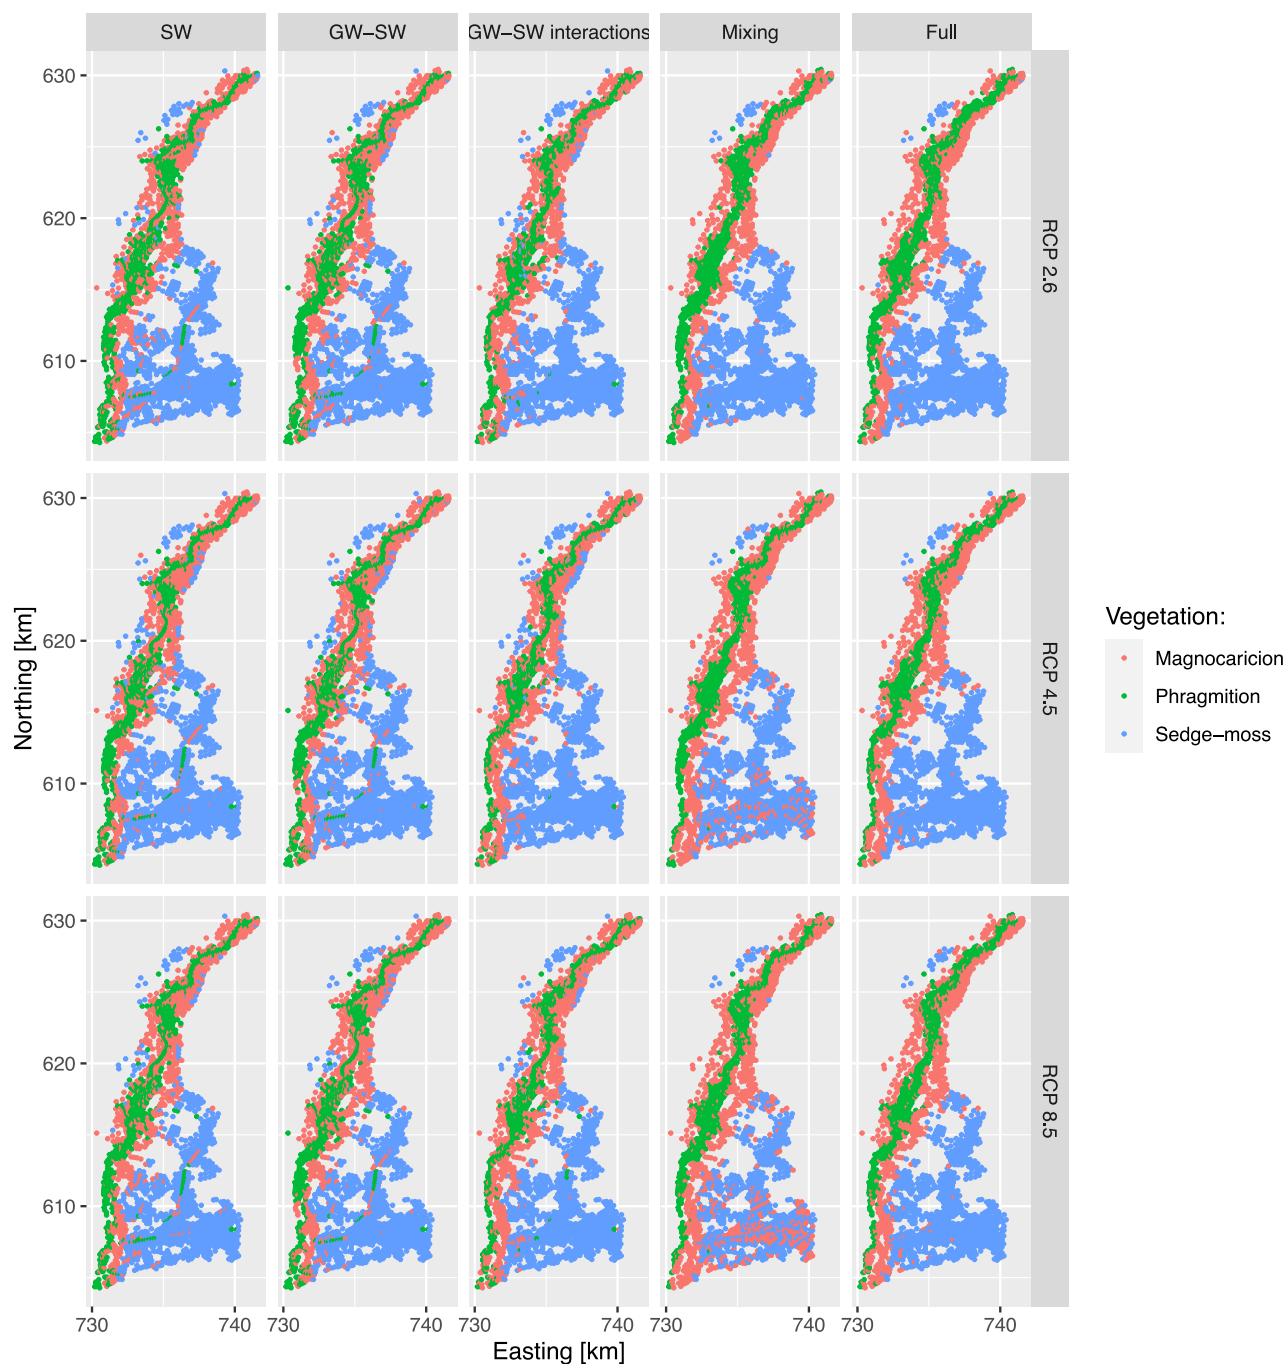 SW GW−SW GW−SW interactions Mixing Full
630
620
610
RCP 2.6
630
620
610
RCP 4.5
630
620
610
RCP 8.5
Northing [km]
730 740 730 740 730 740 730 740 730 740
Easting [km]
Vegetation:
Magnocaricion
Phragmition
Sedge−moss